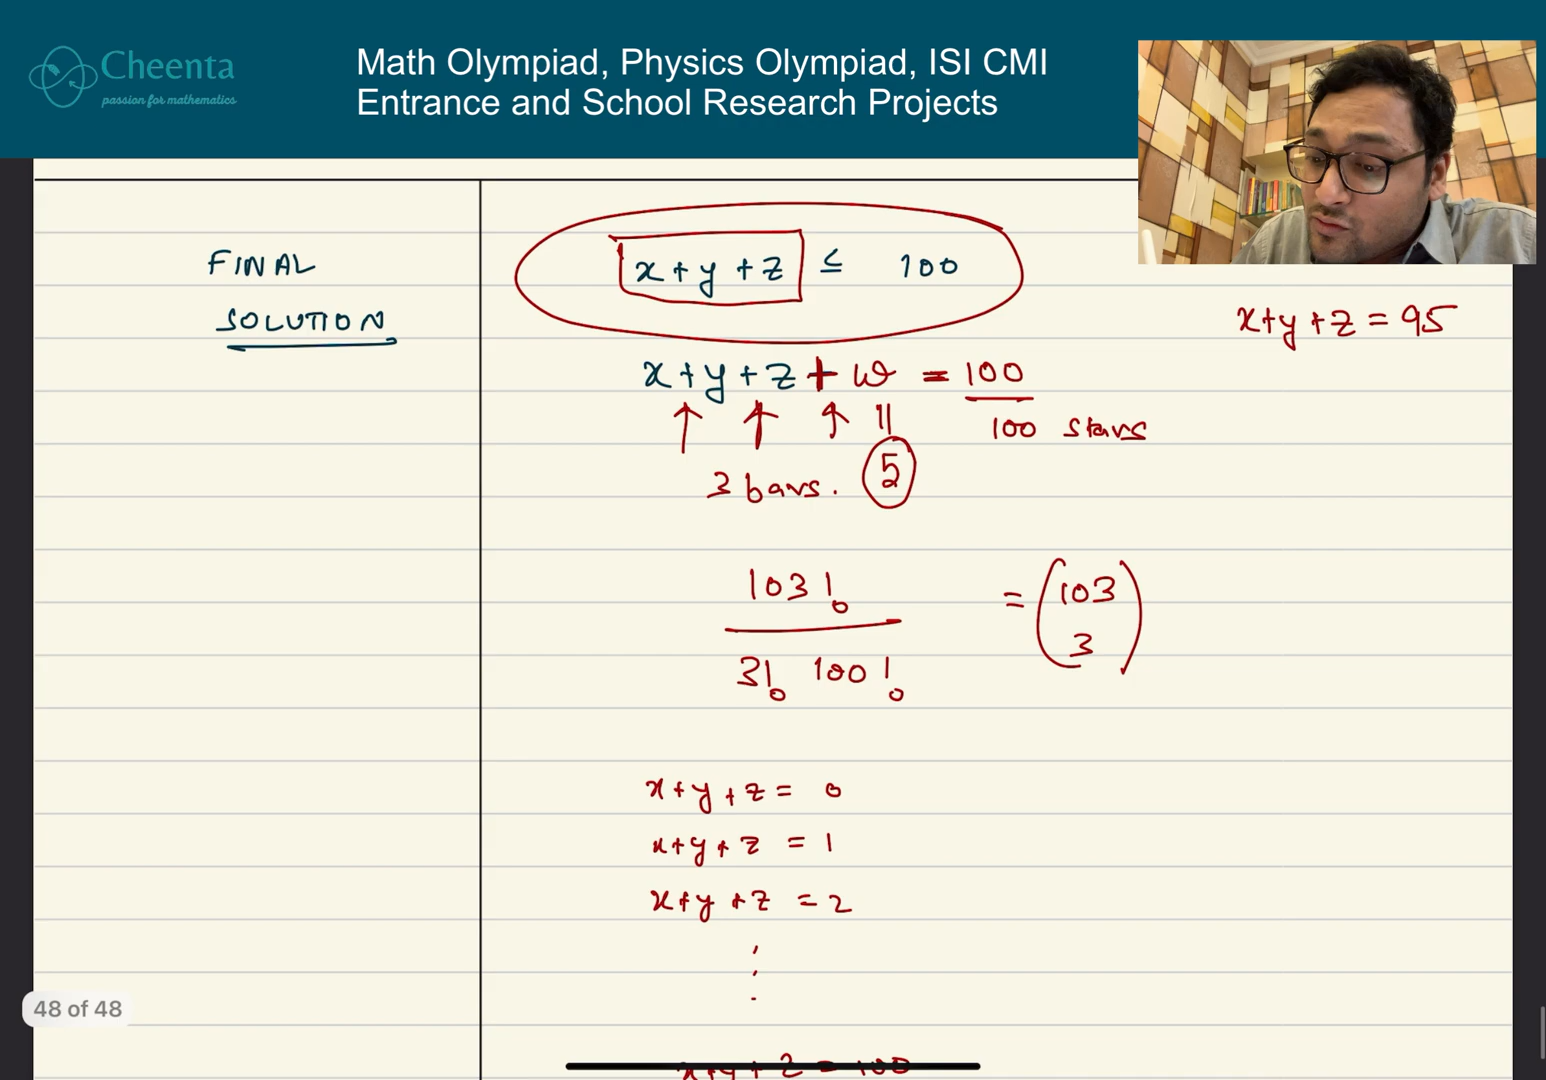 Cheenta
passion for mathematics
Math Olympiad, Physics Olympiad, ISI CMI
Entrance and School Research Projects
FINAL
SOLUTION
x+y+z ≤ 100
x+y+z = 95
x+y+z+w = 100
100 stars
3 bars.
5
103!
3! 100!
= (103
3)
x+y+z = 0
x+y+z = 1
x+y+z = 2
x+y+z = 100
48 of 48